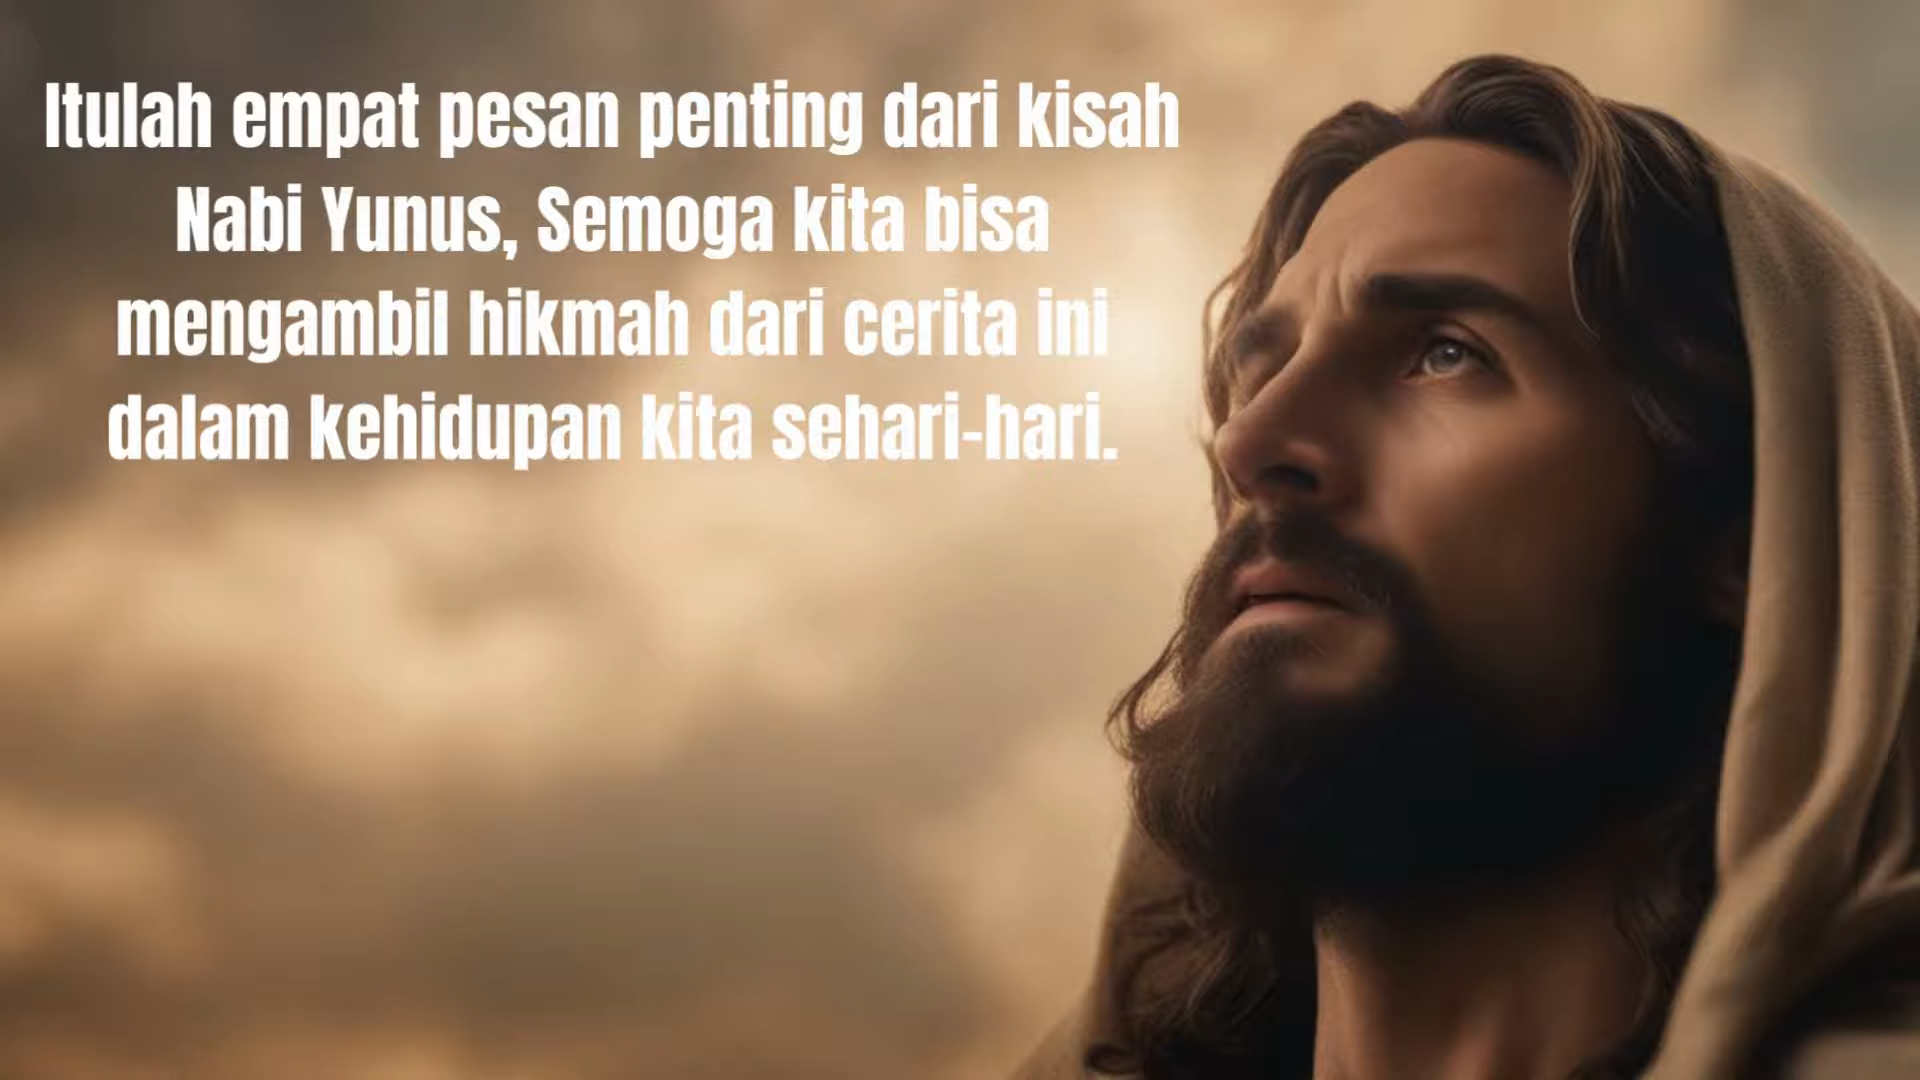 Itulah empat pesan penting dari kisah
Nabi Yunus, Semoga kita bisa
mengambil hikmah dari cerita ini
dalam kehidupan kita sehari-hari.